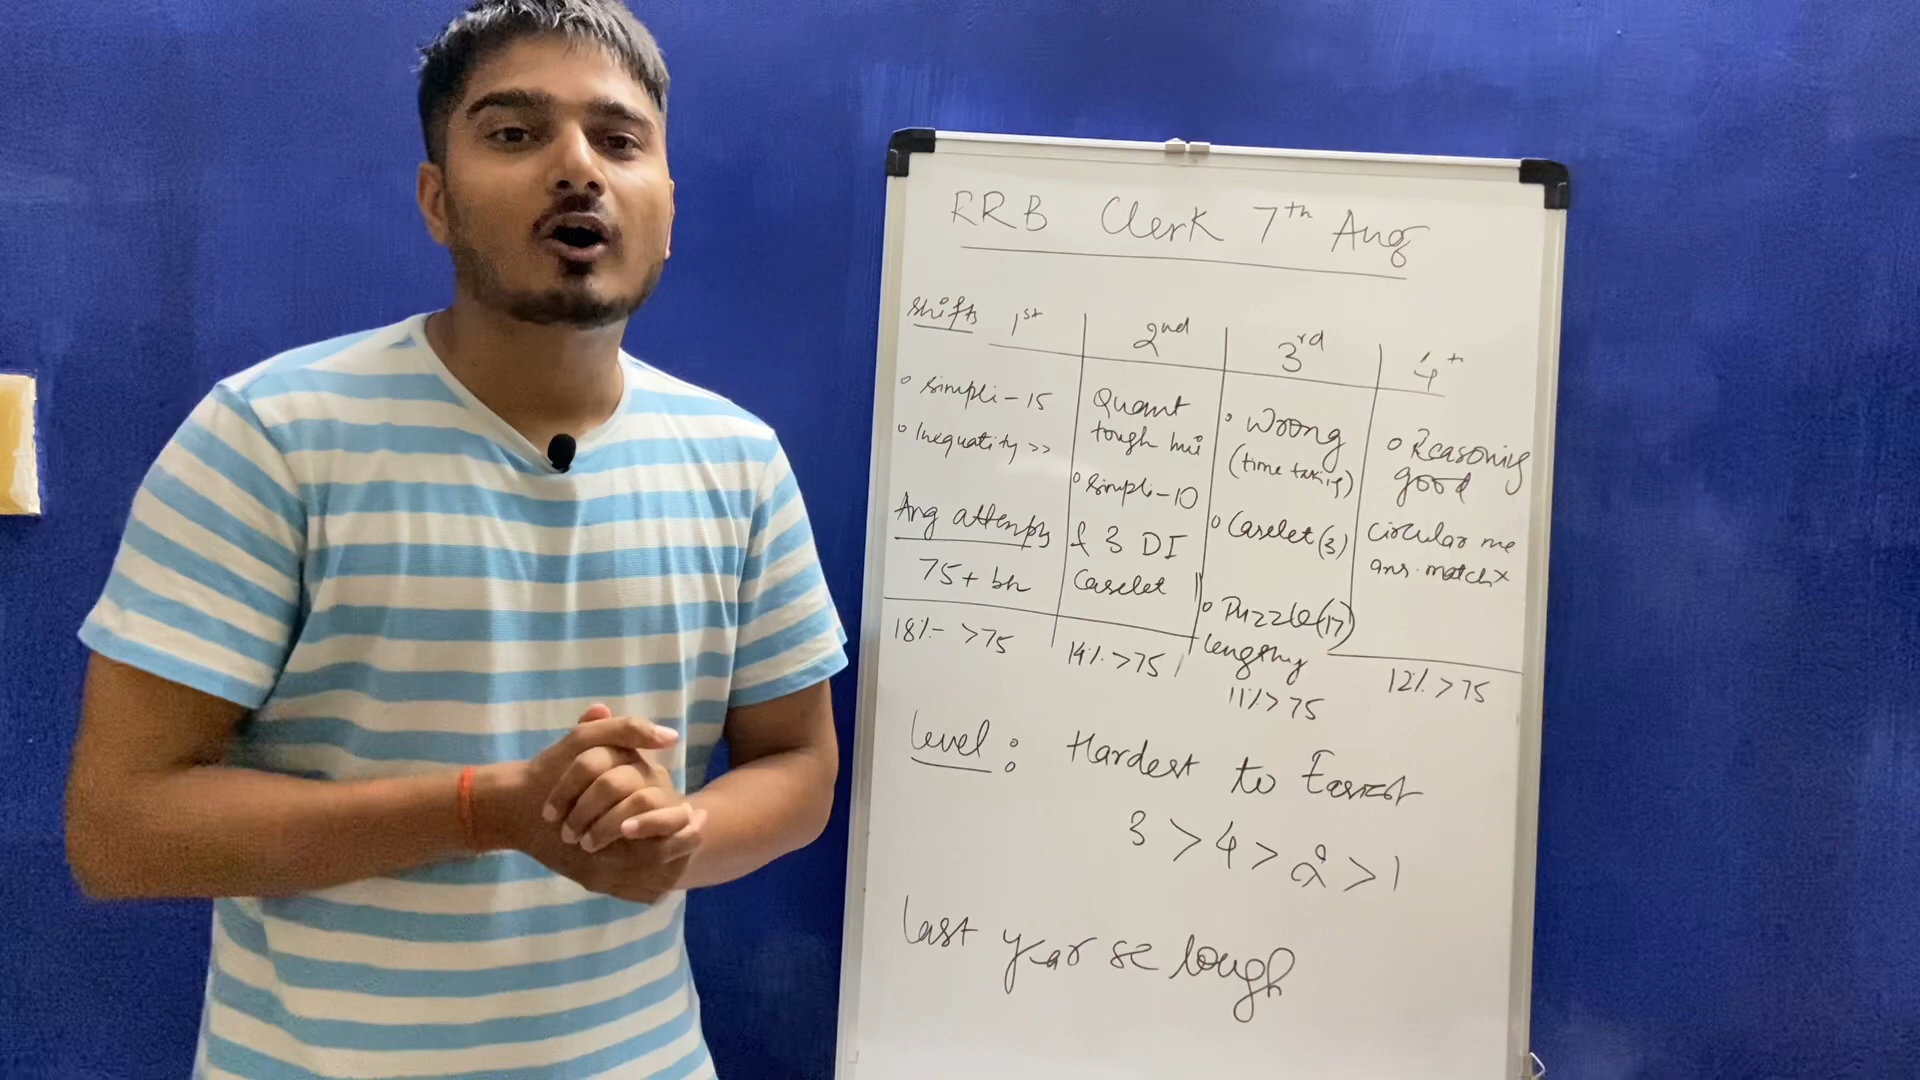 RRB Clerk 7th Aug
Shifts 1st 2nd 3rd 4th
Simpli-15
Inequality >>
Avg attempts
75+ bh
18%- >75
Quant
tough hui
Simpli-10
& 3 DI
Caselet
14% >75
Wrong
(time taking)
Caselet (3)
Puzzle (17)
lengthy
11% >75
Reasoning
good
Circular me
ans. match x
12% >75
Level: Hardest to Easiest
3 > 4 > 2 > 1
last year se tough